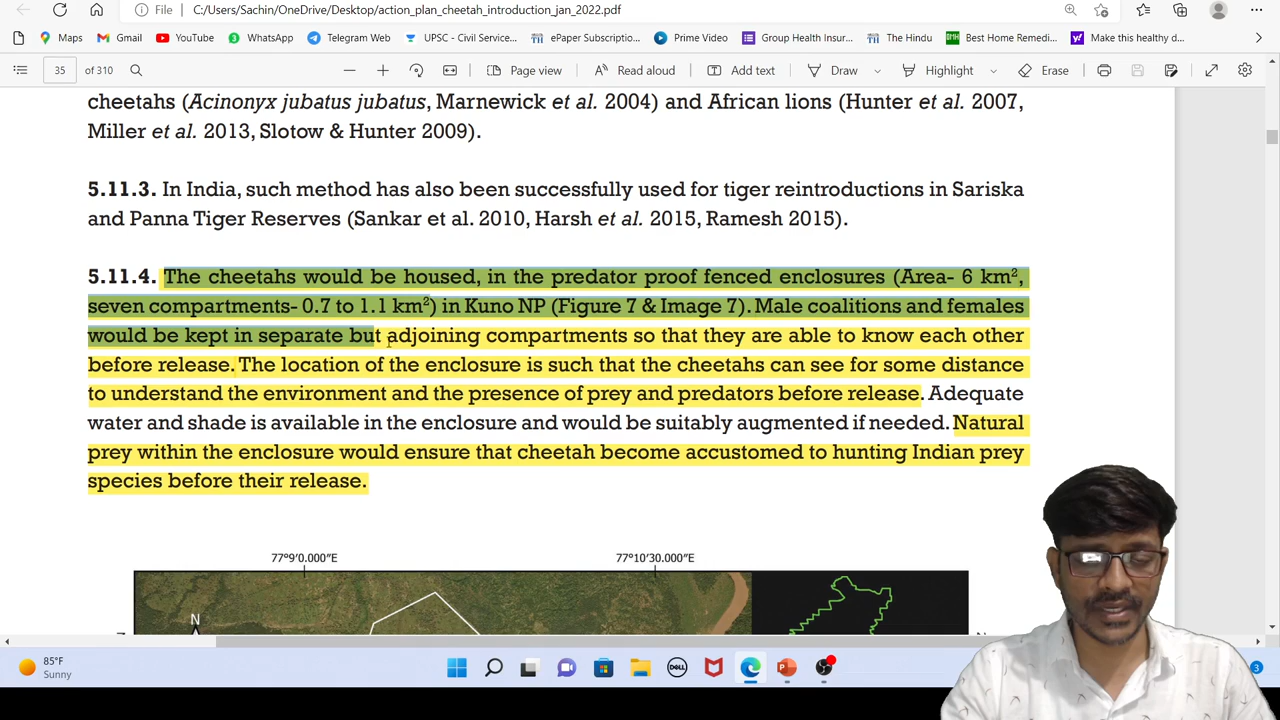 File
C:/Users/Sachin/OneDrive/Desktop/action_plan_cheetah_introduction_jan_2022.pdf
Maps
Gmail
YouTube
WhatsApp
Telegram Web
UPSC - Civil Service...
ePaper Subscriptio...
Prime Video
Group Health Insur...
The Hindu
Best Home Remedi...
Make this healthy d...
35 of 310
Page view
Read aloud
Add text
Draw
Highlight
Erase
cheetahs (Acinonyx jubatus jubatus, Marnewick et al. 2004) and African lions (Hunter et al. 2007,
Miller et al. 2013, Slotow & Hunter 2009).
5.11.3. In India, such method has also been successfully used for tiger reintroductions in Sariska
and Panna Tiger Reserves (Sankar et al. 2010, Harsh et al. 2015, Ramesh 2015).
5.11.4. The cheetahs would be housed, in the predator proof fenced enclosures (Area- 6 km²,
seven compartments- 0.7 to 1.1 km²) in Kuno NP (Figure 7 & Image 7). Male coalitions and females
would be kept in separate but adjoining compartments so that they are able to know each other
before release. The location of the enclosure is such that the cheetahs can see for some distance
to understand the environment and the presence of prey and predators before release. Adequate
water and shade is available in the enclosure and would be suitably augmented if needed. Natural
prey within the enclosure would ensure that cheetah become accustomed to hunting Indian prey
species before their release.
77°9'0.000"E
77°10'30.000"E
N
85°F
Sunny
DELL
3